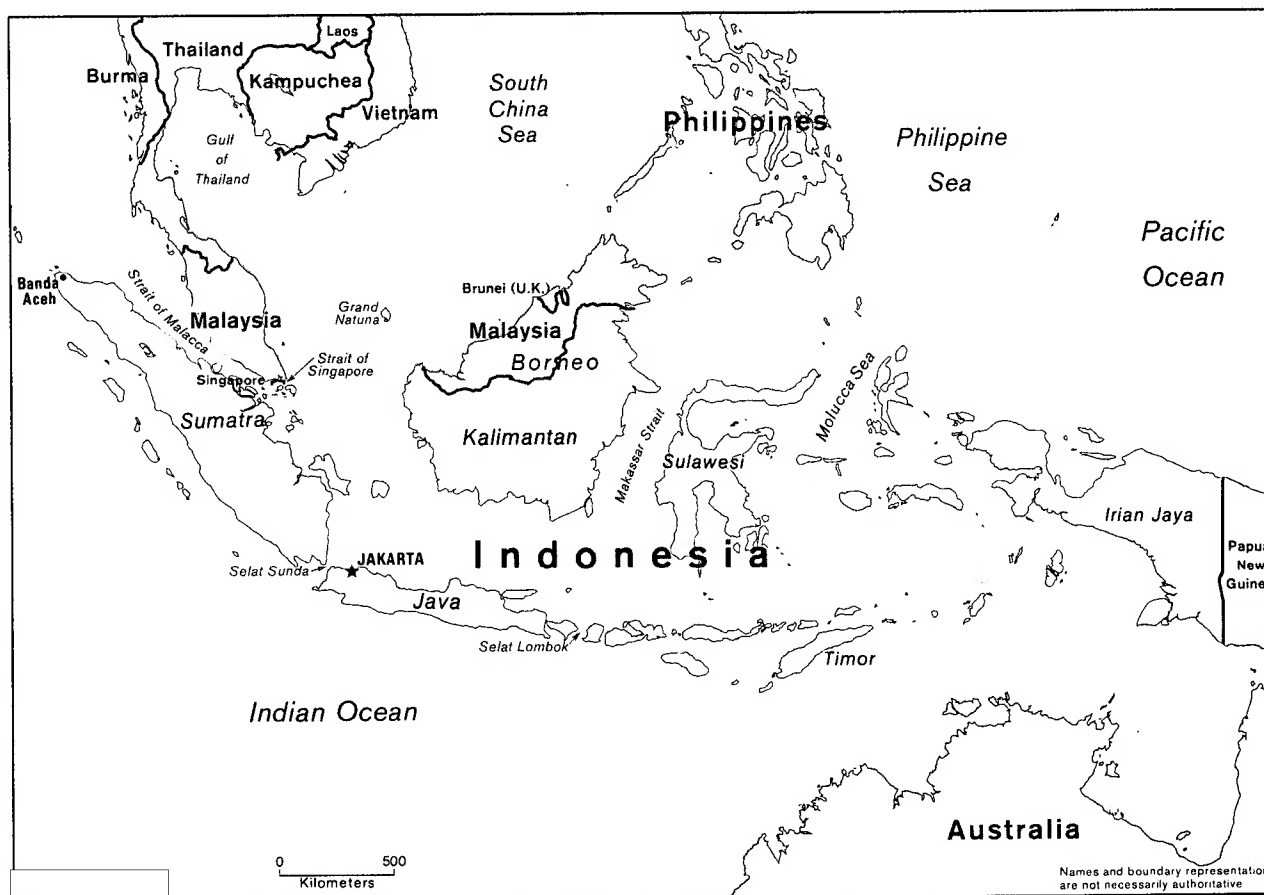 Laos
Thailand
Burma
Kampuchea
Vietnam
South
China
Sea
Philippines
Philippine
Sea
Gulf
of
Thailand
Pacific
Ocean
Banda
Aceh
Strait of Malacca
Malaysia
Grand
Natuna
Brunei (U.K.)
Malaysia
Borneo
Strait of
Singapore
Singapore
Sumatra
Kalimantan
Makassar Strait
Sulawesi
Molucca Sea
Irian Jaya
Papua
New
Guine
Indonesia
Selat Sunda
JAKARTA
Java
Selat Lombok
Timor
Indian Ocean
Australia
0 500
Kilometers
Names and boundary representation
are not necessarily authoritative